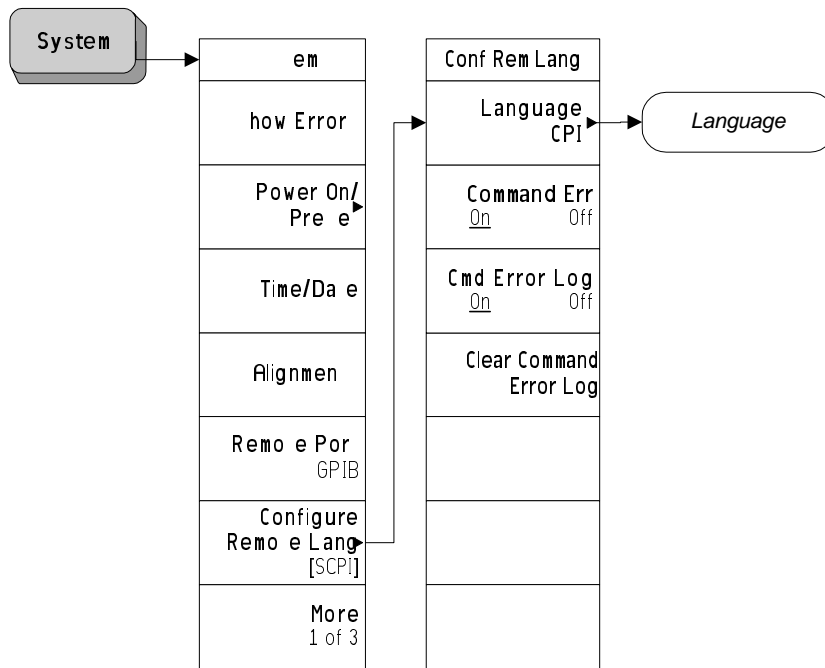 System
em
how Error
Power On/
Pre e
Time/Da e
Alignmen
Remo e Por
GPIB
Configure
Remo e Lang
[SCPI]
More
1 of 3
Conf Rem Lang
Language
CPI
Command Err
On Off
Cmd Error Log
On Off
Clear Command
Error Log
Language